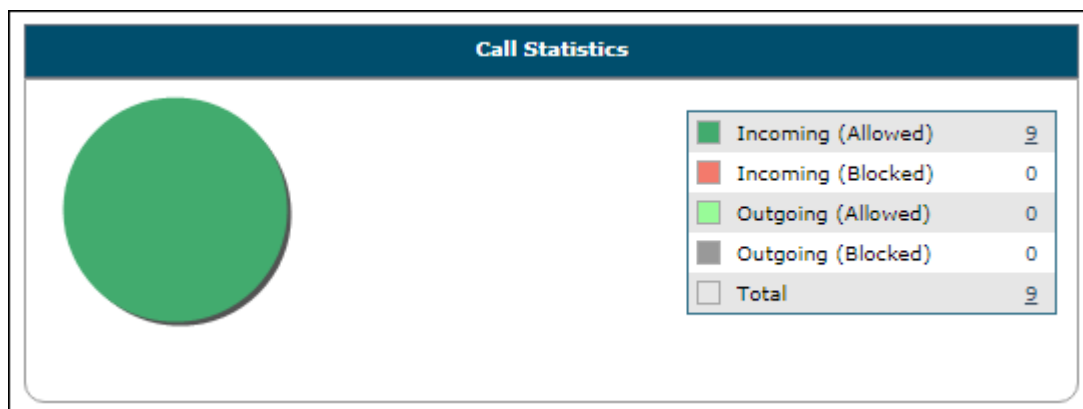 Call Statistics
Incoming (Allowed) 9
Incoming (Blocked) 0
Outgoing (Allowed) 0
Outgoing (Blocked) 0
Total 9